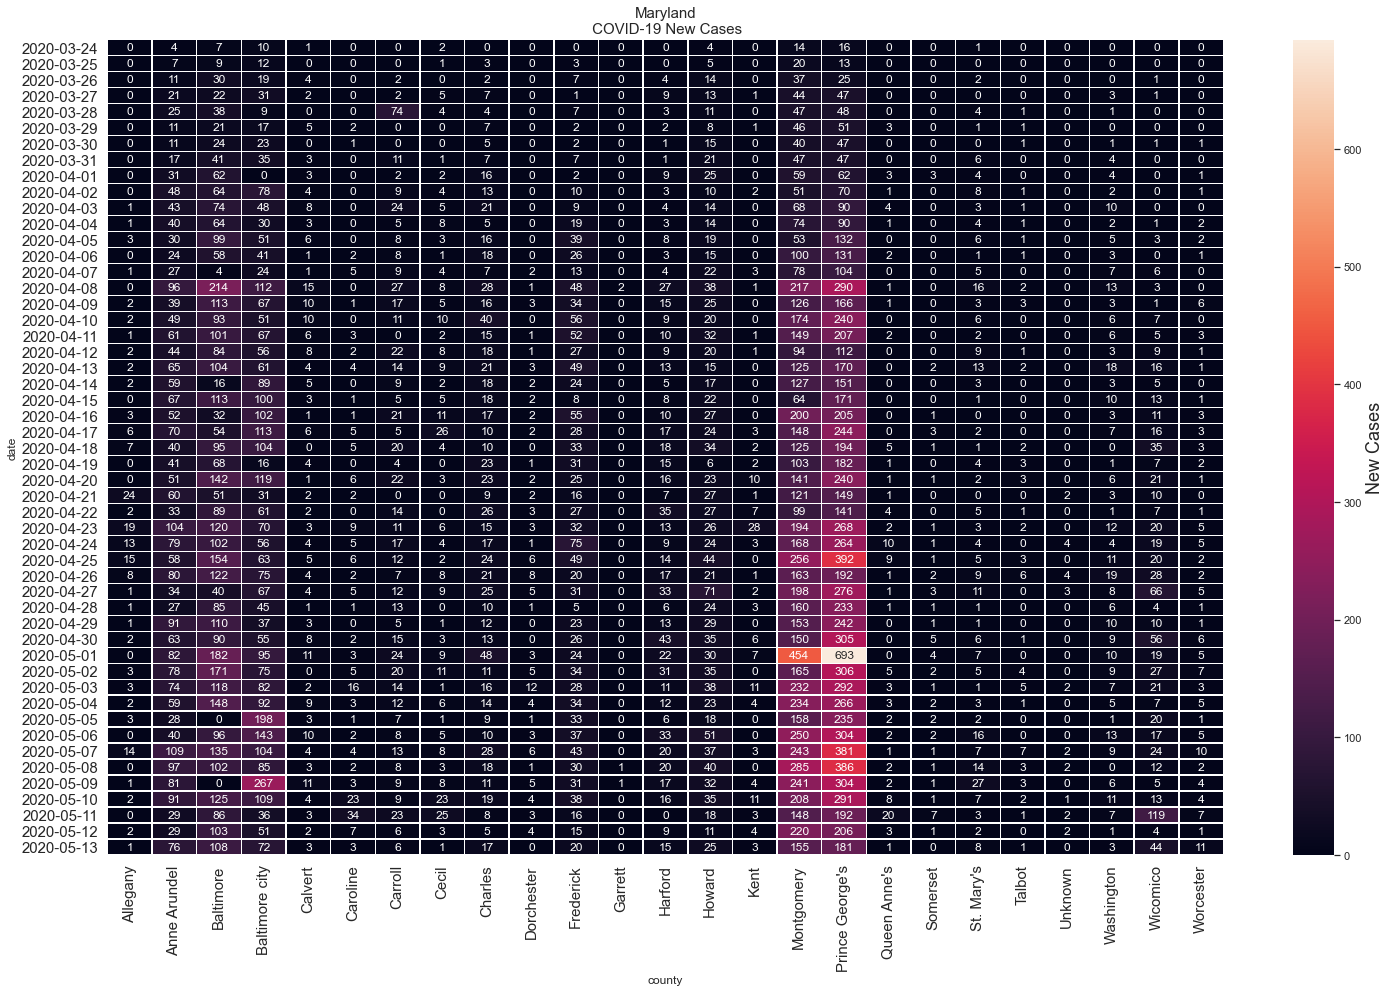 Maryland
COVID-19 New Cases
2020-03-24 0 4 7 10 1 0 0 2 0 0 0 0 0 4 0 14 16 0 0 1 0 0 0 0 0
2020-03-25 0 7 9 12 0 0 0 1 3 0 3 0 0 5 0 20 13 0 0 0 0 0 0 0 0
2020-03-26 0 11 30 19 4 0 2 0 2 0 7 0 4 14 0 37 25 0 0 2 0 0 0 1 0
2020-03-27 0 21 22 31 2 0 2 5 7 0 1 0 9 13 1 44 47 0 0 0 0 0 3 1 0
2020-03-28 0 25 38 9 0 0 74 4 4 0 7 0 3 11 0 47 48 0 0 4 1 0 1 0 0
2020-03-29 0 11 21 17 5 2 0 0 7 0 2 0 2 8 1 46 51 3 0 1 1 0 0 0 0
2020-03-30 0 11 24 23 0 1 0 0 5 0 2 0 1 15 0 40 47 0 0 0 1 0 1 1 1
2020-03-31 0 17 41 35 3 0 11 1 7 0 7 0 1 21 0 47 47 0 0 6 0 0 4 0 0
2020-04-01 0 31 62 0 3 0 2 2 16 0 2 0 9 25 0 59 62 3 3 4 0 0 4 0 1
2020-04-02 0 48 64 78 4 0 9 4 13 0 10 0 3 10 2 51 70 1 0 8 1 0 2 0 1
2020-04-03 1 43 74 48 8 0 24 5 21 0 9 0 4 14 0 68 90 4 0 3 1 0 10 0 0
2020-04-04 1 40 64 30 3 0 5 8 5 0 19 0 3 14 0 74 90 1 0 4 1 0 2 1 2
2020-04-05 3 30 99 51 6 0 8 3 16 0 39 0 8 19 0 53 132 0 0 6 1 0 5 3 2
2020-04-06 0 24 58 41 1 2 8 1 18 0 26 0 3 15 0 100 131 2 0 1 1 0 3 0 1
2020-04-07 1 27 4 24 1 5 9 4 7 2 13 0 4 22 3 78 104 0 0 5 0 0 7 6 0
2020-04-08 0 96 214 112 15 0 27 8 28 1 48 2 27 38 1 217 290 1 0 16 2 0 13 3 0
2020-04-09 2 39 113 67 10 1 17 5 16 3 34 0 15 25 0 126 166 1 0 3 3 0 3 1 6
2020-04-10 2 49 93 51 10 0 11 10 40 0 56 0 9 20 0 174 240 0 0 5 0 0 6 7 0
2020-04-11 1 61 101 67 6 3 0 2 15 1 52 0 10 32 1 149 207 2 0 2 0 0 6 5 3
2020-04-12 2 44 84 56 8 2 22 8 18 1 27 0 9 20 1 94 112 0 0 9 1 0 3 9 1
2020-04-13 2 65 104 61 4 4 14 9 21 3 49 0 13 15 0 125 170 0 2 13 2 0 18 16 1
2020-04-14 2 59 16 89 5 0 9 2 18 2 24 0 5 17 0 127 151 0 0 3 0 0 3 5 0
2020-04-15 0 67 113 100 3 1 5 5 18 2 8 0 8 22 0 64 171 0 0 1 0 0 10 13 1
2020-04-16 3 52 32 102 1 1 21 11 17 2 55 0 10 27 0 200 205 0 1 0 0 0 3 11 3
2020-04-17 6 70 54 113 6 5 5 26 10 2 28 0 17 24 3 148 244 0 3 2 0 0 7 16 3
2020-04-18 7 40 95 104 0 5 20 4 10 0 33 0 18 34 2 125 194 5 1 1 2 0 0 35 3
2020-04-19 0 41 68 16 4 0 4 0 23 1 31 0 15 6 2 103 182 1 0 4 3 0 1 7 2
2020-04-20 0 51 142 119 1 6 22 3 23 2 25 0 16 23 10 141 240 1 1 2 3 0 6 21 1
2020-04-21 24 60 51 31 2 2 0 0 9 2 16 0 7 27 1 121 149 1 0 0 0 2 3 10 0
2020-04-22 2 33 89 61 2 0 14 0 26 3 27 0 35 27 7 99 141 4 0 5 1 0 1 7 1
2020-04-23 19 104 120 70 3 9 11 6 15 3 32 0 13 26 28 194 268 2 1 3 2 0 12 20 5
2020-04-24 13 79 102 56 4 5 17 4 17 1 75 0 9 24 3 168 264 10 1 4 0 4 4 19 5
2020-04-25 15 58 154 63 5 6 12 2 24 6 49 0 14 44 0 256 392 9 1 5 3 0 11 20 2
2020-04-26 8 80 122 75 4 2 7 8 21 8 20 0 17 21 1 163 192 1 2 9 6 4 19 28 2
2020-04-27 1 34 40 67 4 5 12 9 25 5 31 0 33 71 2 198 276 1 3 11 0 3 8 66 5
2020-04-28 1 27 85 45 1 1 13 0 10 1 5 0 6 24 3 160 233 1 1 1 0 0 6 4 1
2020-04-29 1 91 110 37 3 0 5 1 12 0 23 0 13 29 0 153 242 1 0 1 0 0 10 10 1
2020-04-30 2 63 90 55 8 2 15 3 13 0 26 0 43 35 6 150 305 0 5 6 1 0 9 56 6
2020-05-01 0 82 182 95 11 3 24 9 48 3 24 0 22 30 7 454 693 0 4 7 0 0 10 19 5
2020-05-02 3 78 171 75 0 5 20 11 11 5 34 0 31 35 0 165 306 5 2 5 4 0 9 27 7
2020-05-03 3 74 118 82 2 16 14 1 16 12 28 0 11 38 11 232 292 3 1 1 5 2 7 21 3
2020-05-04 2 59 148 92 9 3 12 6 14 4 34 0 12 23 4 234 266 3 2 3 1 0 5 7 5
2020-05-05 3 28 0 198 3 1 7 1 9 1 33 0 6 18 0 158 235 2 2 2 0 0 1 20 1
2020-05-06 0 40 96 143 10 2 8 5 10 3 37 0 33 51 0 250 304 2 2 16 0 0 13 17 5
2020-05-07 14 109 135 104 4 4 13 8 28 6 43 0 20 37 3 243 381 1 1 7 7 2 9 24 10
2020-05-08 0 97 102 85 3 2 8 3 18 1 30 1 20 40 0 285 386 2 1 14 3 2 0 12 2
2020-05-09 1 81 0 267 11 3 9 8 11 5 31 1 17 32 4 241 304 1 1 27 3 0 6 5 4
2020-05-10 2 91 125 109 4 23 9 23 19 4 38 0 16 35 11 208 291 8 1 7 2 1 11 13 4
2020-05-11 0 29 86 36 3 34 23 25 8 3 16 0 0 18 3 148 192 20 7 3 1 2 7 119 7
2020-05-12 2 29 103 51 2 7 6 3 5 4 15 0 9 11 4 220 206 3 1 2 0 2 1 4 1
2020-05-13 1 76 108 72 3 3 6 1 17 0 20 0 15 25 3 155 181 1 0 8 1 0 3 44 11
Allegany Anne Arundel Baltimore Baltimore city Calvert Caroline Carroll Cecil Charles Dorchester Frederick Garrett Harford Howard Kent Montgomery Prince George's Queen Anne's Somerset St. Mary's Talbot Unknown Washington Wicomico Worcester
county
date
600
500
400
300
200
100
0
New Cases